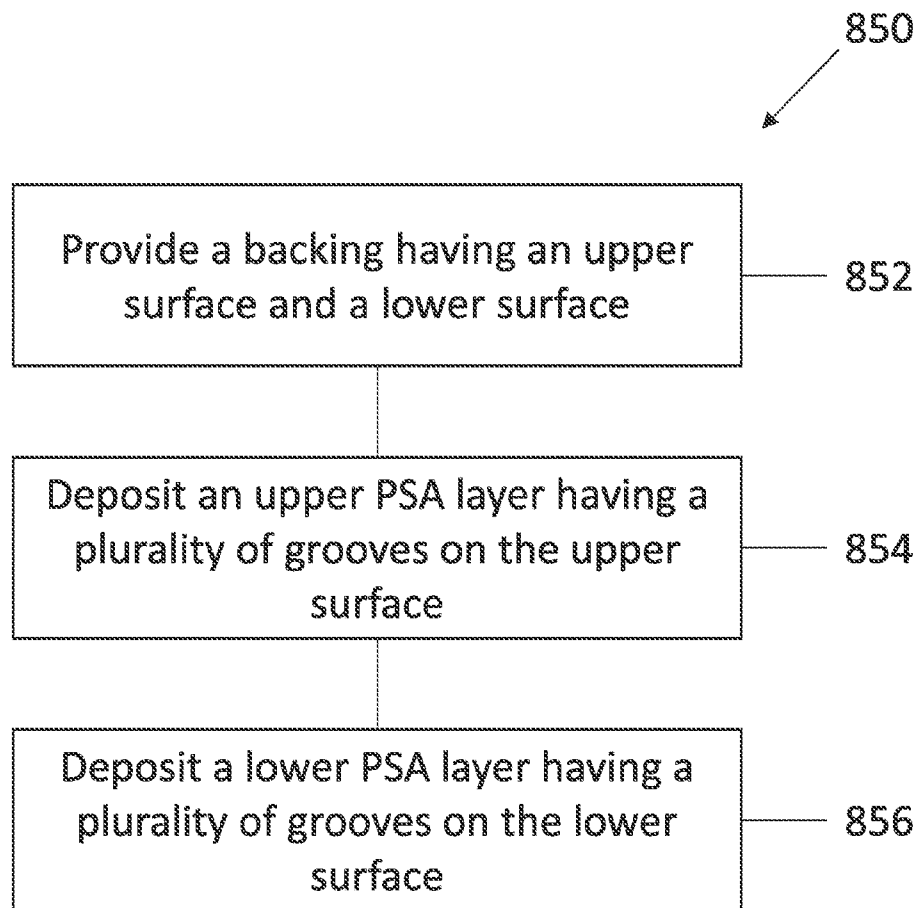 850
Provide a backing having an upper
surface and a lower surface
852
Deposit an upper PSA layer having a
plurality of grooves on the upper
surface
854
Deposit a lower PSA layer having a
plurality of grooves on the lower
surface
856